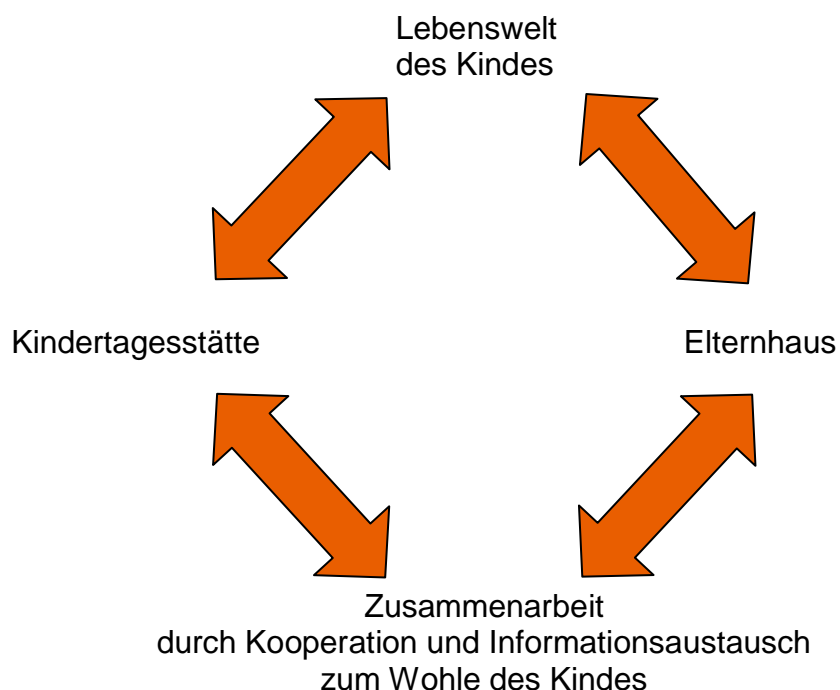 Lebenswelt
des Kindes
Kindertagesstätte
Elternhaus
Zusammenarbeit
durch Kooperation und Informationsaustausch
zum Wohle des Kindes